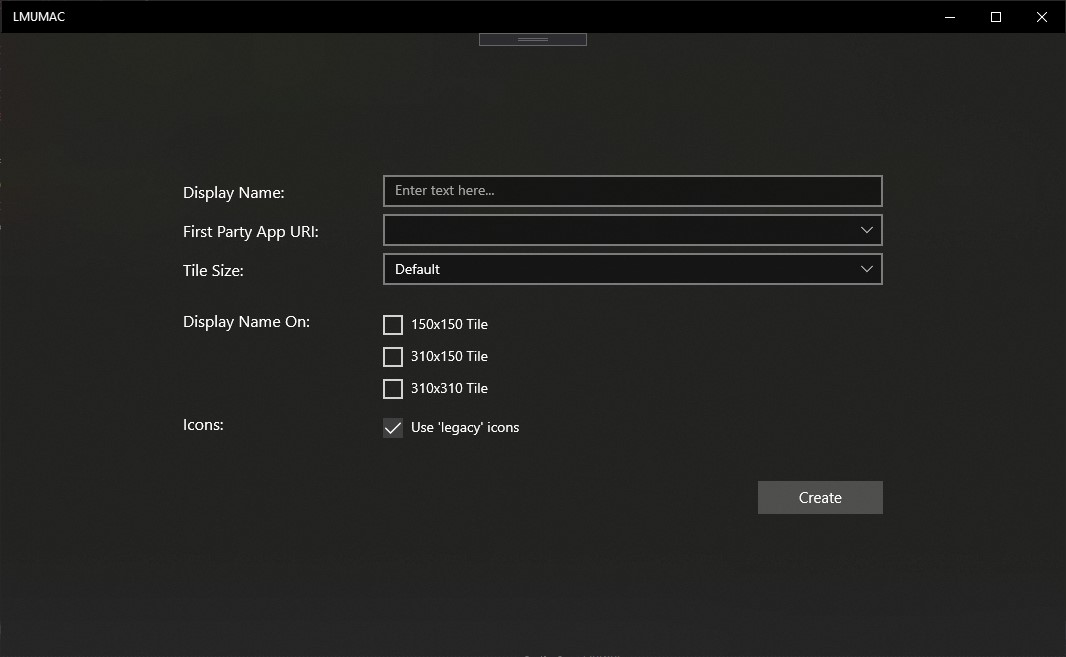 LMUMAC
Display Name:
Enter text here...
First Party App URI:
Tile Size:
Default
Display Name On:
150x150 Tile
310x150 Tile
310x310 Tile
Icons:
Use 'legacy' icons
Create